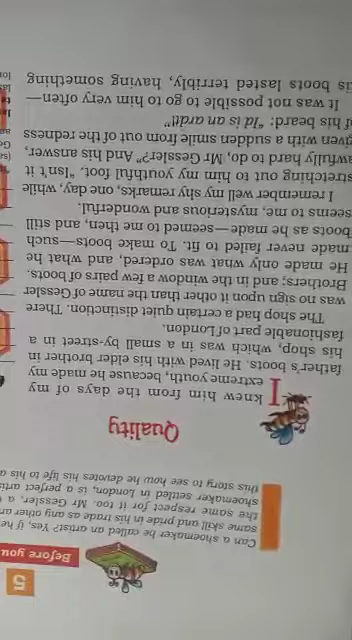 5
Before you
Can a shoemaker be called an artist? Yes, if he
same skill and pride in his trade as any other
the same respect for it too. Mr Gessler, a
shoemaker settled in London, is a perfect
this story to see how he devotes his life to his
Quality
I knew him from the days of my
extreme youth, because he made my
father's boots. He lived with his elder brother in
his shop, which was in a small by-street in a
fashionable part of London.
The shop had a certain quiet distinction. There
was no sign upon it other than the name of Gessler
Brothers; and in the window a few pairs of boots.
He made only what was ordered, and what he
made never failed to fit. To make boots—such
boots as he made—seemed to me then, and still
seems to me, mysterious and wonderful.
I remember well my shy remarks, one day, while
stretching out to him my youthful foot. "Isn't it
awfully hard to do, Mr Gessler?" And his answer,
given with a sudden smile from out of the redness
of his beard: "Id is an ardt!"
It was not possible to go to him very often—
his boots lasted terribly, having something